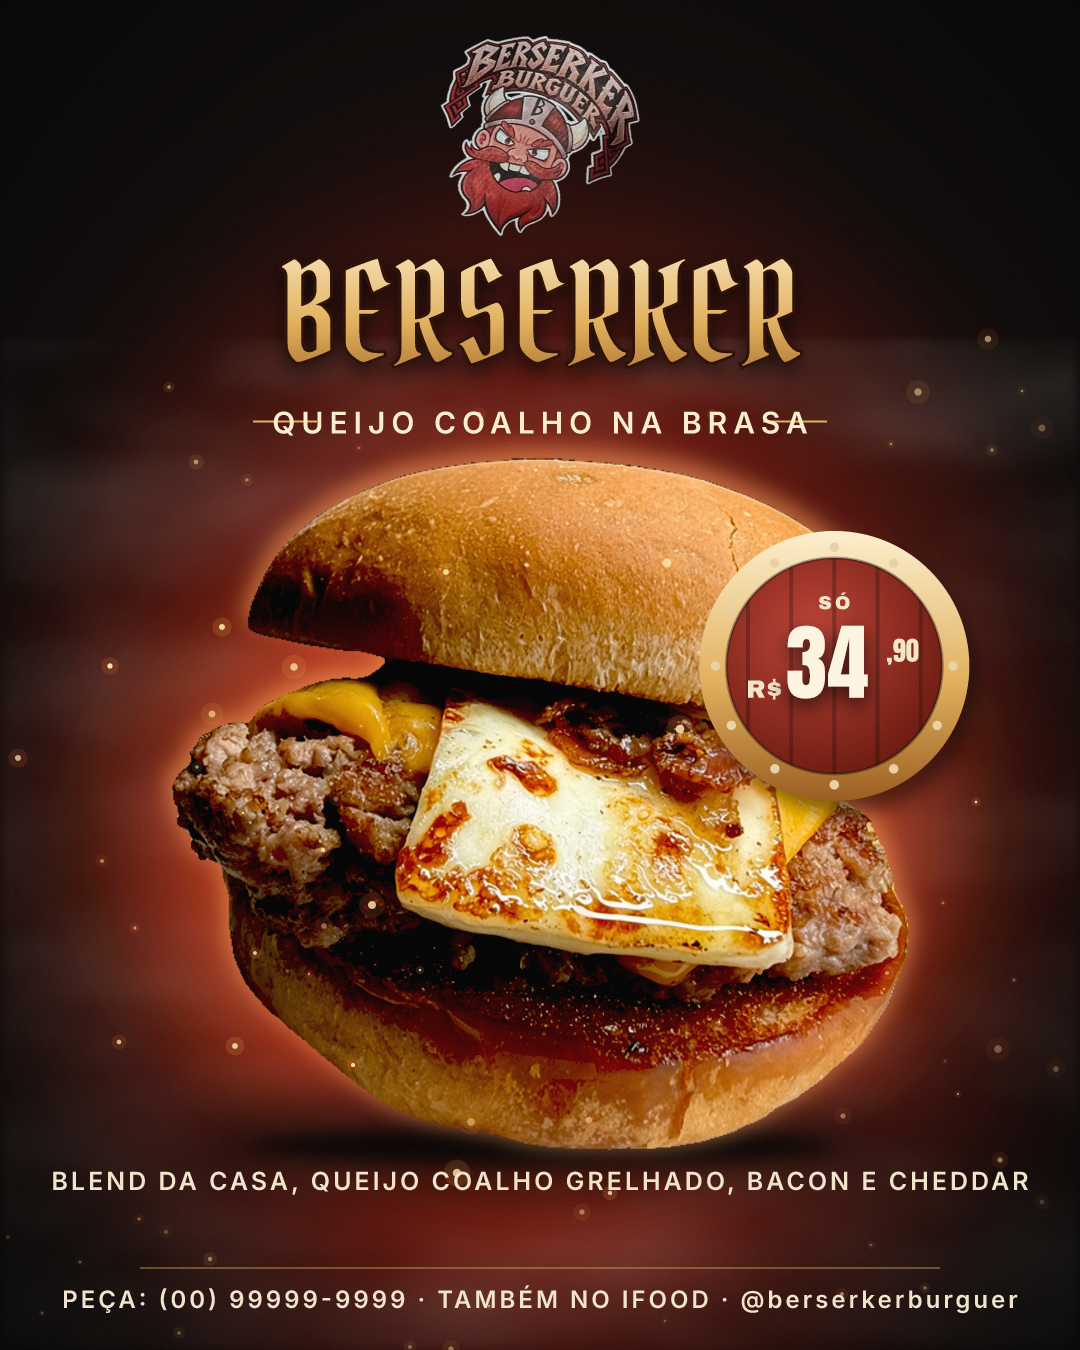 BERSERKER
BURGUER
B
BERSERKER
QUEIJO COALHO NA BRASA
SÓ
R$34,90
BLEND DA CASA, QUEIJO COALHO GRELHADO, BACON E CHEDDAR
PEÇA: (00) 99999-9999 · TAMBÉM NO IFOOD · @berserkerburguer